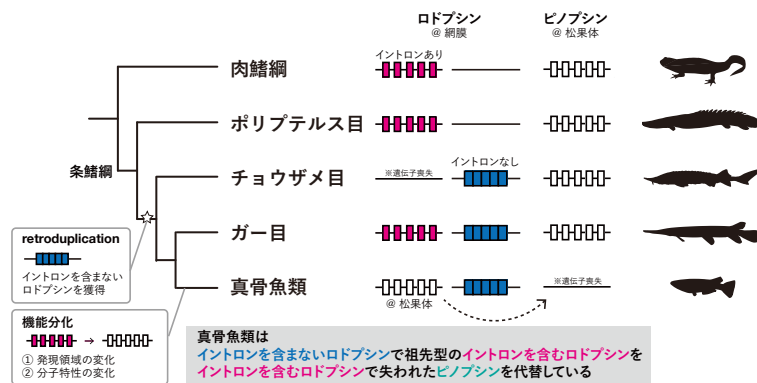 ロドプシン
@ 網膜
ピノプシン
@ 松果体
イントロンあり
肉鰭綱
ポリプテルス目
条鰭綱
イントロンなし
チョウザメ目
※遺伝子喪失
ガー目
真骨魚類
@ 松果体
※遺伝子喪失
retroduplication
イントロンを含まない
ロドプシンを獲得
機能分化
→
① 発現領域の変化
② 分子特性の変化
真骨魚類は
イントロンを含まないロドプシンで祖先型のイントロンを含むロドプシンを
イントロンを含むロドプシンで失われたピノプシンを代替している